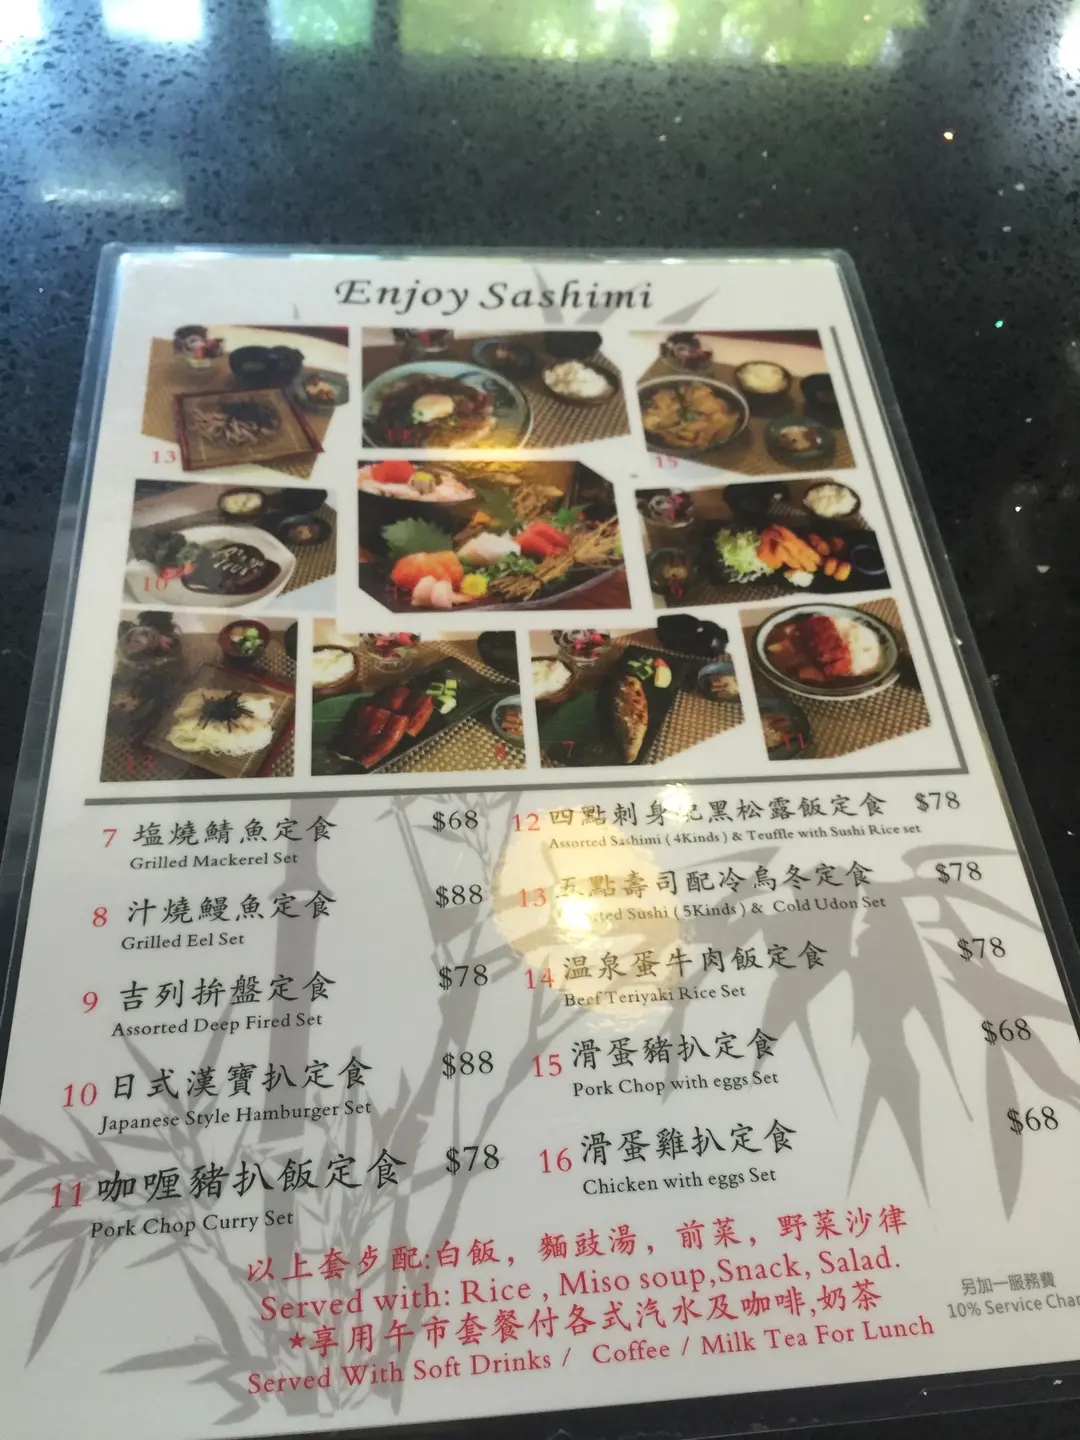 Enjoy Sashimi
13
15
10
9
13
8
7
11
7 塩燒鯖魚定食 $68
Grilled Mackerel Set
8 汁燒鰻魚定食 $88
Grilled Eel Set
9 吉列拚盤定食 $78
Assorted Deep Fired Set
10 日式漢寶扒定食 $88
Japanese Style Hamburger Set
11 咖喱豬扒飯定食 $78
Pork Chop Curry Set
12 四點刺身 黑松露飯定食 $78
Assorted Sashimi ( 4Kinds ) & Teuffle with Sushi Rice set
13 五點壽司配冷烏冬定食 $78
Sushi ( 5Kinds ) & Cold Udon Set
14 温泉蛋牛肉飯定食 $78
Beef Teriyaki Rice Set
15 滑蛋豬扒定食 $68
Pork Chop with eggs Set
16 滑蛋雞扒定食 $68
Chicken with eggs Set
以上套步配:白飯，麵豉湯，前菜，野菜沙律
Served with: Rice , Miso soup,Snack, Salad.
★享用午市套餐付各式汽水及咖啡,奶茶
Served With Soft Drinks / Coffee / Milk Tea For Lunch
另加一服務費
10% Service